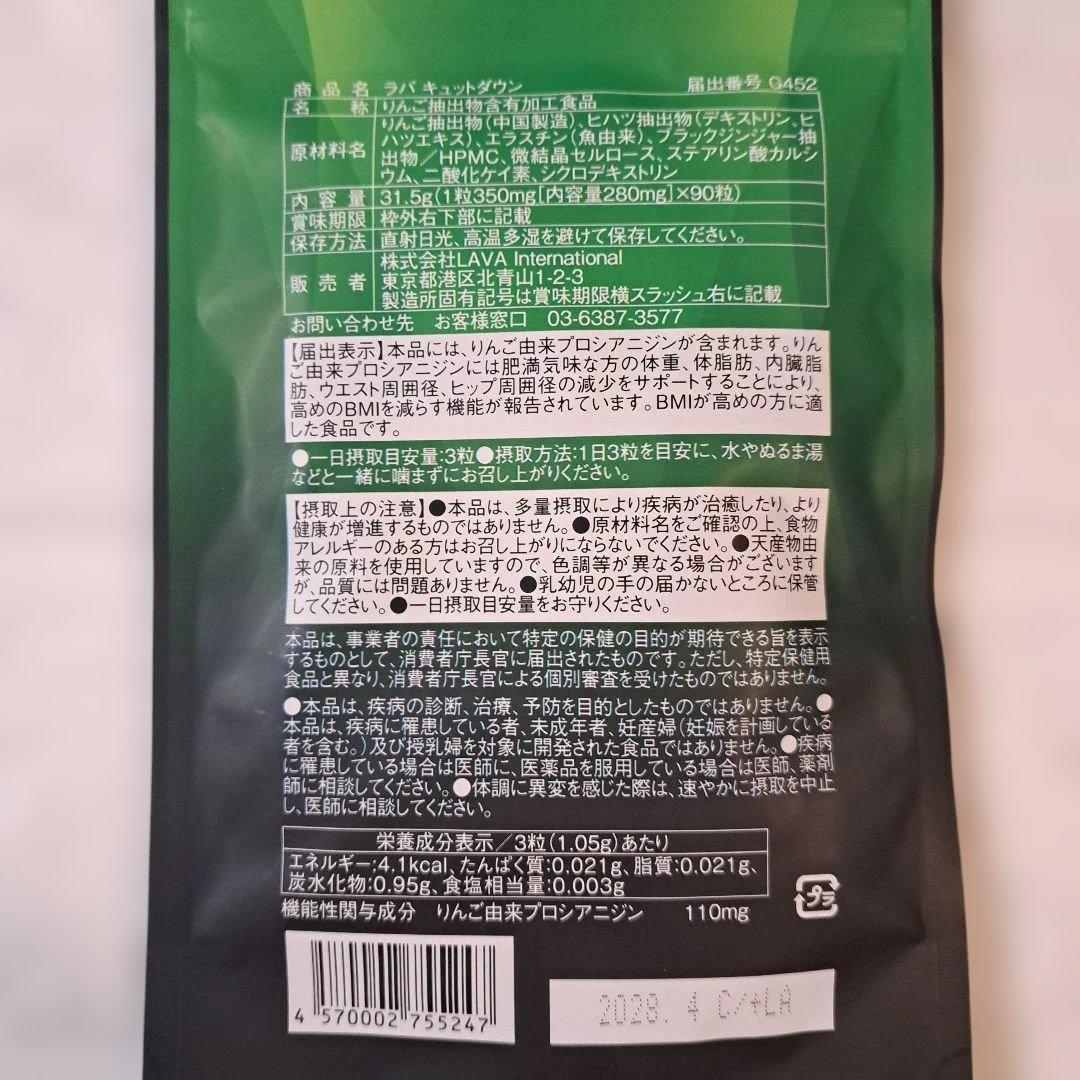 商品名 ラバ キュットダウン 届出番号 G452
名称 りんご抽出物含有加工食品
原材料名 りんご抽出物(中国製造)、ヒハツ抽出物(デキストリン、ヒ
ハツエキス)、エラスチン(魚由来)、ブラックジンジャー抽
出物/HPMC、微結晶セルロース、ステアリン酸カルシ
ウム、二酸化ケイ素、シクロデキストリン
内容量 31.5g(1粒350mg[内容量280mg]×90粒)
賞味期限 枠外右下部に記載
保存方法 直射日光、高温多湿を避けて保存してください。
販売者 株式会社LAVA International
東京都港区北青山1-2-3
製造所固有記号は賞味期限横スラッシュ右に記載
お問い合わせ先 お客様窓口 03-6387-3577
【届出表示】本品には、りんご由来プロシアニジンが含まれます。りん
ご由来プロシアニジンには肥満気味な方の体重、体脂肪、内臓脂
肪、ウエスト周囲径、ヒップ周囲径の減少をサポートすることにより、
高めのBMIを減らす機能が報告されています。BMIが高めの方に適
した食品です。
●一日摂取目安量:3粒●摂取方法:1日3粒を目安に、水やぬるま湯
などと一緒に噛まずにお召し上がりください。
【摂取上の注意】●本品は、多量摂取により疾病が治癒したり、より
健康が増進するものではありません。●原材料名をご確認の上、食物
アレルギーのある方はお召し上がりにならないでください。●天産物由
来の原料を使用していますので、色調等が異なる場合がございます
が、品質には問題ありません。●乳幼児の手の届かないところに保管
してください。●一日摂取目安量をお守りください。
本品は、事業者の責任において特定の保健の目的が期待できる旨を表示
するものとして、消費者庁長官に届出されたものです。ただし、特定保健用
食品と異なり、消費者庁長官による個別審査を受けたものではありません。
●本品は、疾病の診断、治療、予防を目的としたものではありません。●
本品は、疾病に罹患している者、未成年者、妊産婦(妊娠を計画している
者を含む。)及び授乳婦を対象に開発された食品ではありません。●疾病
に罹患している場合は医師に、医薬品を服用している場合は医師、薬剤
師に相談してください。●体調に異変を感じた際は、速やかに摂取を中止
し、医師に相談してください。
栄養成分表示/3粒(1.05g)あたり
エネルギー:4.1kcal、たんぱく質:0.021g、脂質:0.021g、
炭水化物:0.95g、食塩相当量:0.003g
機能性関与成分 りんご由来プロシアニジン 110mg
プラ
4 570002 755247
2028. 4 C/+LA